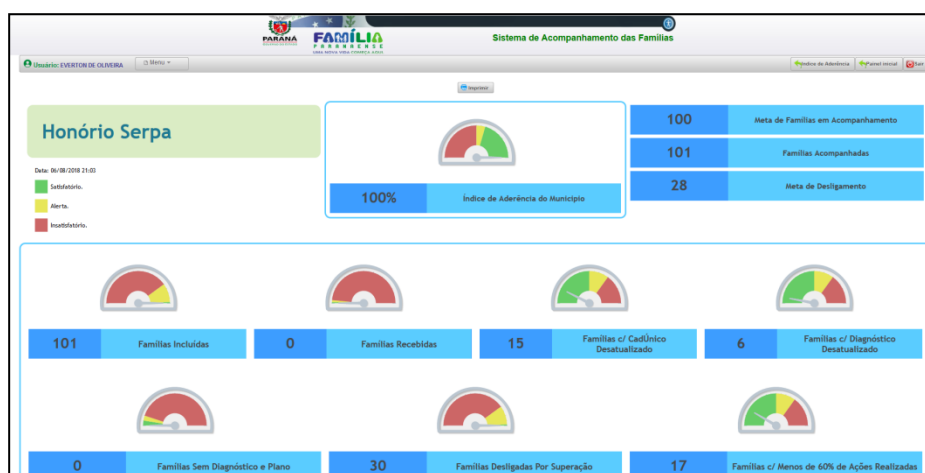 PARANÁ
FAMÍLIA
PARANAENSE
Sistema de Acompanhamento das Famílias
Usuário: EVERTON DE OLIVEIRA
Menu
Índice de Aderência
Painel inicial
Sair
Imprimir
Honório Serpa
Data: 06/08/2018 21:03
Satisfatório.
Alerta.
Insatisfatório.
100% Índice de Aderência do Município
100 Meta de Famílias em Acompanhamento
101 Famílias Acompanhadas
28 Meta de Desligamento
101 Famílias Incluídas
0 Famílias Recebidas
15 Famílias c/ CadÚnico
Desatualizado
6 Famílias c/ Diagnóstico
Desatualizado
0 Famílias Sem Diagnóstico e Plano
30 Famílias Desligadas Por Superação
17 Famílias c/ Menos de 60% de Ações Realizadas